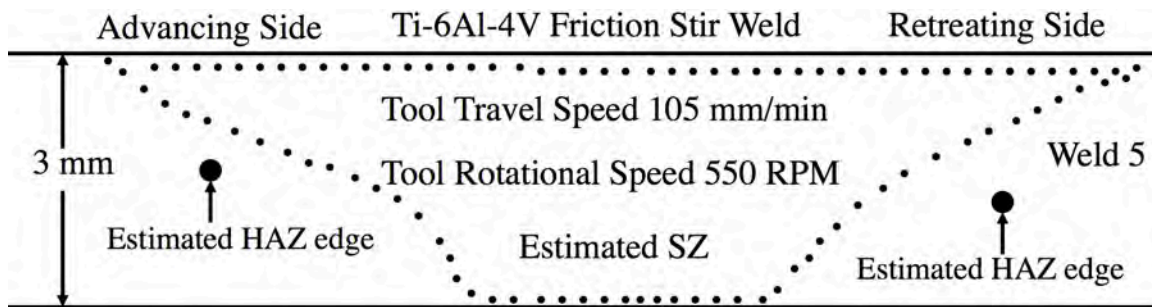 Advancing Side Ti-6Al-4V Friction Stir Weld Retreating Side
Tool Travel Speed 105 mm/min
3 mm
Tool Rotational Speed 550 RPM
Weld 5
Estimated HAZ edge
Estimated SZ
Estimated HAZ edge